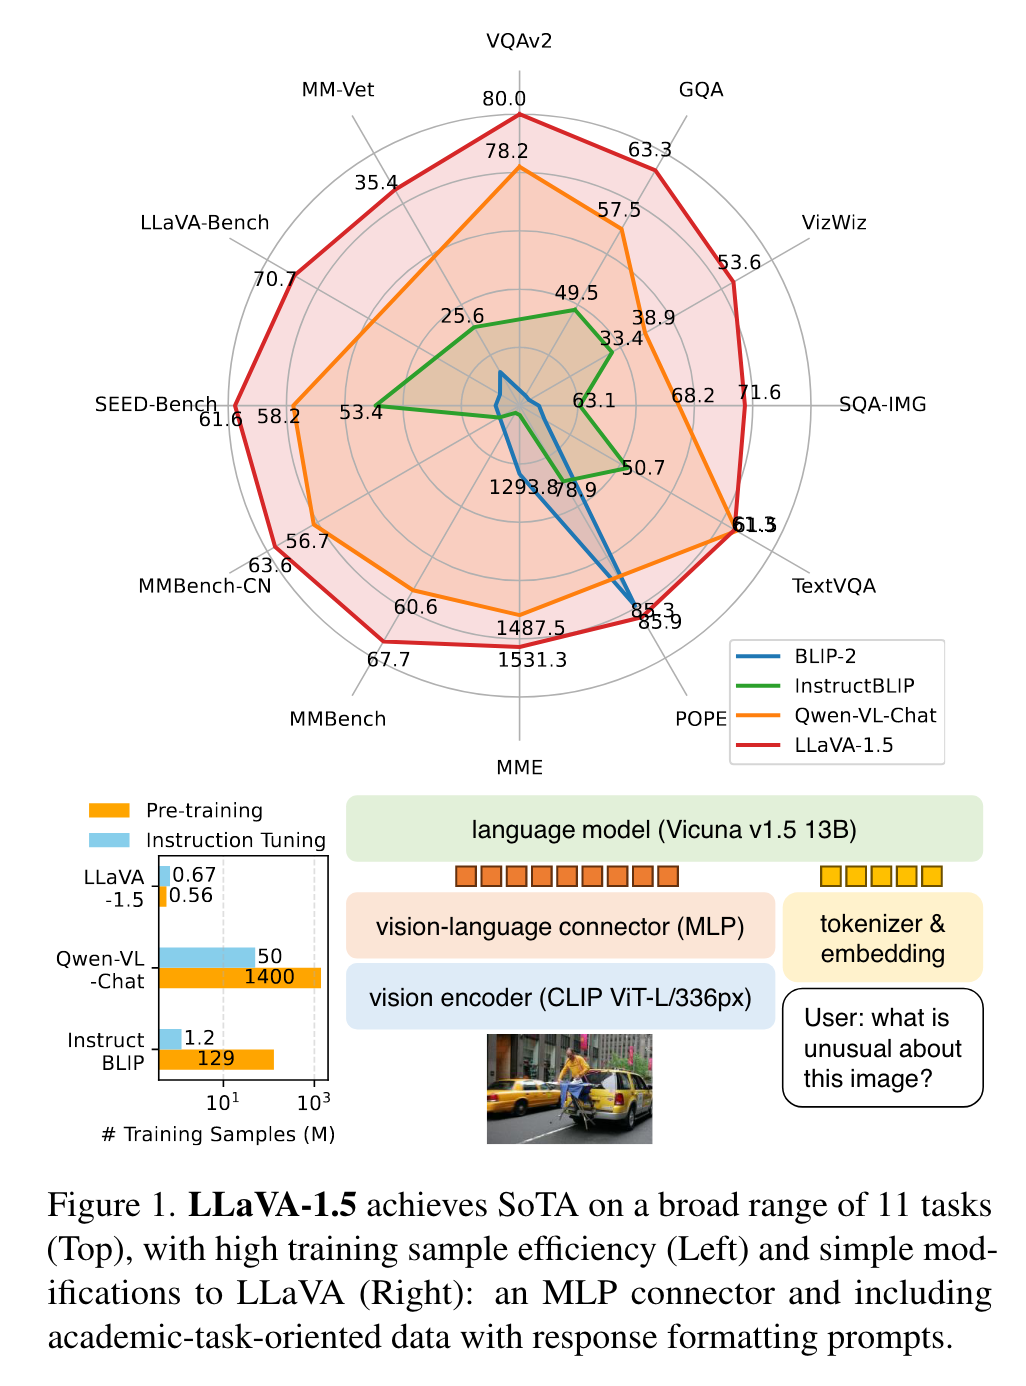 VQAv2
MM-Vet
GQA
80.0
78.2
63.3
35.4
57.5
LLaVA-Bench
VizWiz
70.7
53.6
49.5
25.6
38.9
33.4
SEED-Bench
61.6
58.2
53.4
63.1
68.2
71.6
SQA-IMG
50.7
1293.8
78.9
61.5
56.7
63.6
MMBench-CN
TextVQA
60.6
85.3
85.9
1487.5
1531.3
67.7
MMBench
POPE
MME
BLIP-2
InstructBLIP
Qwen-VL-Chat
LLaVA-1.5
Pre-training
Instruction Tuning
LLaVA
-1.5
0.67
0.56
Qwen-VL
-Chat
50
1400
Instruct
BLIP
1.2
129
10¹
10³
# Training Samples (M)
language model (Vicuna v1.5 13B)
vision-language connector (MLP)
tokenizer &
embedding
vision encoder (CLIP ViT-L/336px)
User: what is
unusual about
this image?
Figure 1. LLaVA-1.5 achieves SoTA on a broad range of 11 tasks
(Top), with high training sample efficiency (Left) and simple mod-
ifications to LLaVA (Right): an MLP connector and including
academic-task-oriented data with response formatting prompts.